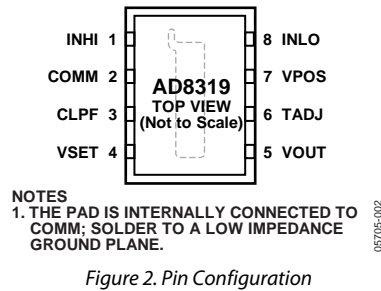 INHI 1
COMM 2
CLPF 3
VSET 4
AD8319
TOP VIEW
(Not to Scale)
8 INLO
7 VPOS
6 TADJ
5 VOUT
NOTES
1. THE PAD IS INTERNALLY CONNECTED TO
COMM; SOLDER TO A LOW IMPEDANCE
GROUND PLANE.
05705-002
Figure 2. Pin Configuration